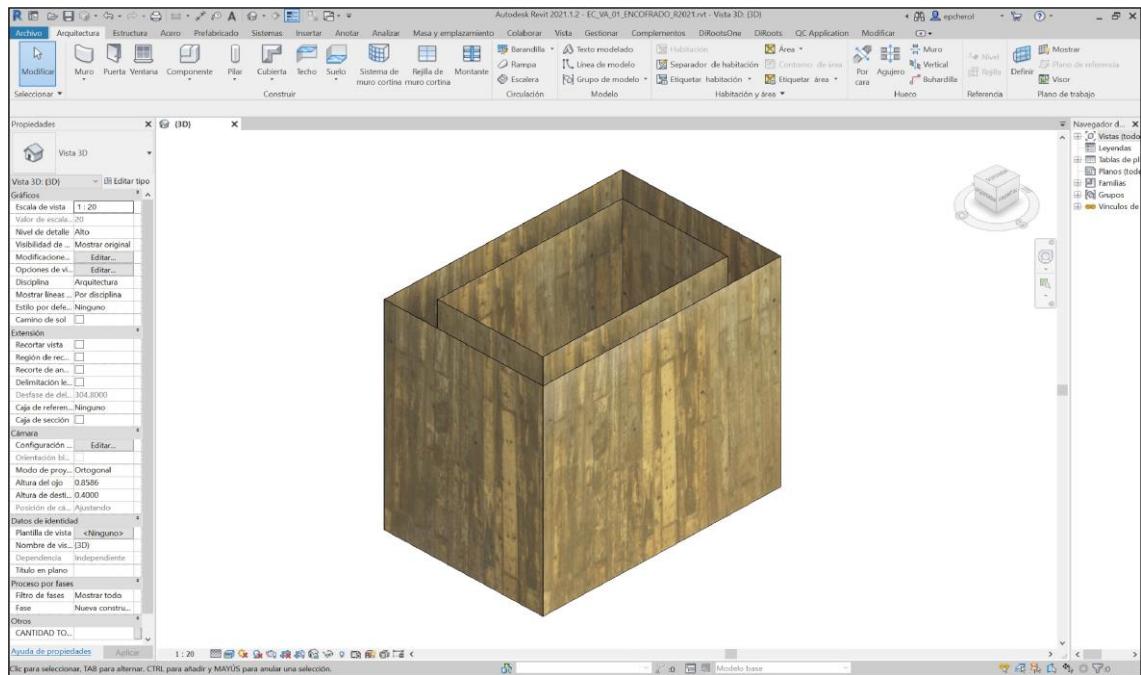 Autodesk Revit 2021.1.2 - EC_VA_01_ENCOFRADO_R2021.rvt - Vista 3D: {3D}
epcherol
Archivo Arquitectura Estructura Acero Prefabricado Sistemas Insertar Anotar Analizar Masa y emplazamiento Colaborar Vista Gestionar Complementos DiRootsOne DiRoots QC Application Modificar
Modificar
Muro Puerta Ventana Componente Pilar Cubierta Techo Suelo
Sistema de muro cortina
Rejilla de muro cortina
Montante
Barandilla
Rampa
Escalera
Texto modelado
Línea de modelo
Grupo de modelo
Habitación
Separador de habitación
Etiquetar habitación
Área
Contorno de área
Etiquetar área
Por cara
Agujero
Muro
Vertical
Buhardilla
Nivel
Rejilla
Definir
Mostrar
Plano de referencia
Visor
Seleccionar Construir Circulación Modelo Habitación y área Hueco Referencia Plano de trabajo
Propiedades
Vista 3D
Vista 3D: {3D} Editar tipo
Gráficos
Escala de vista 1 : 20
Valor de escala... 20
Nivel de detalle Alto
Visibilidad de ... Mostrar original
Modificacione... Editar...
Opciones de vi... Editar...
Disciplina Arquitectura
Mostrar líneas ... Por disciplina
Estilo por defe... Ninguno
Camino de sol
Extensión
Recortar vista
Región de rec...
Recorte de an...
Delimitación le...
Desfase de del... 304.8000
Caja de referen... Ninguno
Caja de sección
Cámara
Configuración ... Editar...
Orientación bl...
Modo de proy... Ortogonal
Altura del ojo 0.8586
Altura de desti... 0.4000
Posición de cá... Ajustando
Datos de identidad
Plantilla de vista <Ninguno>
Nombre de vis... {3D}
Dependencia Independiente
Título en plano
Proceso por fases
Filtro de fases Mostrar todo
Fase Nueva constru...
Otros
CANTIDAD TO...
Ayuda de propiedades Aplicar
{3D}
Navegador d...
Vistas (todo
Leyendas
Tablas de pl
Planos (tode
Familias
Grupos
Vínculos de
1 : 20
Clic para seleccionar, TAB para alternar, CTRL para añadir y MAYÚS para anular una selección.
:0
Modelo base
:0